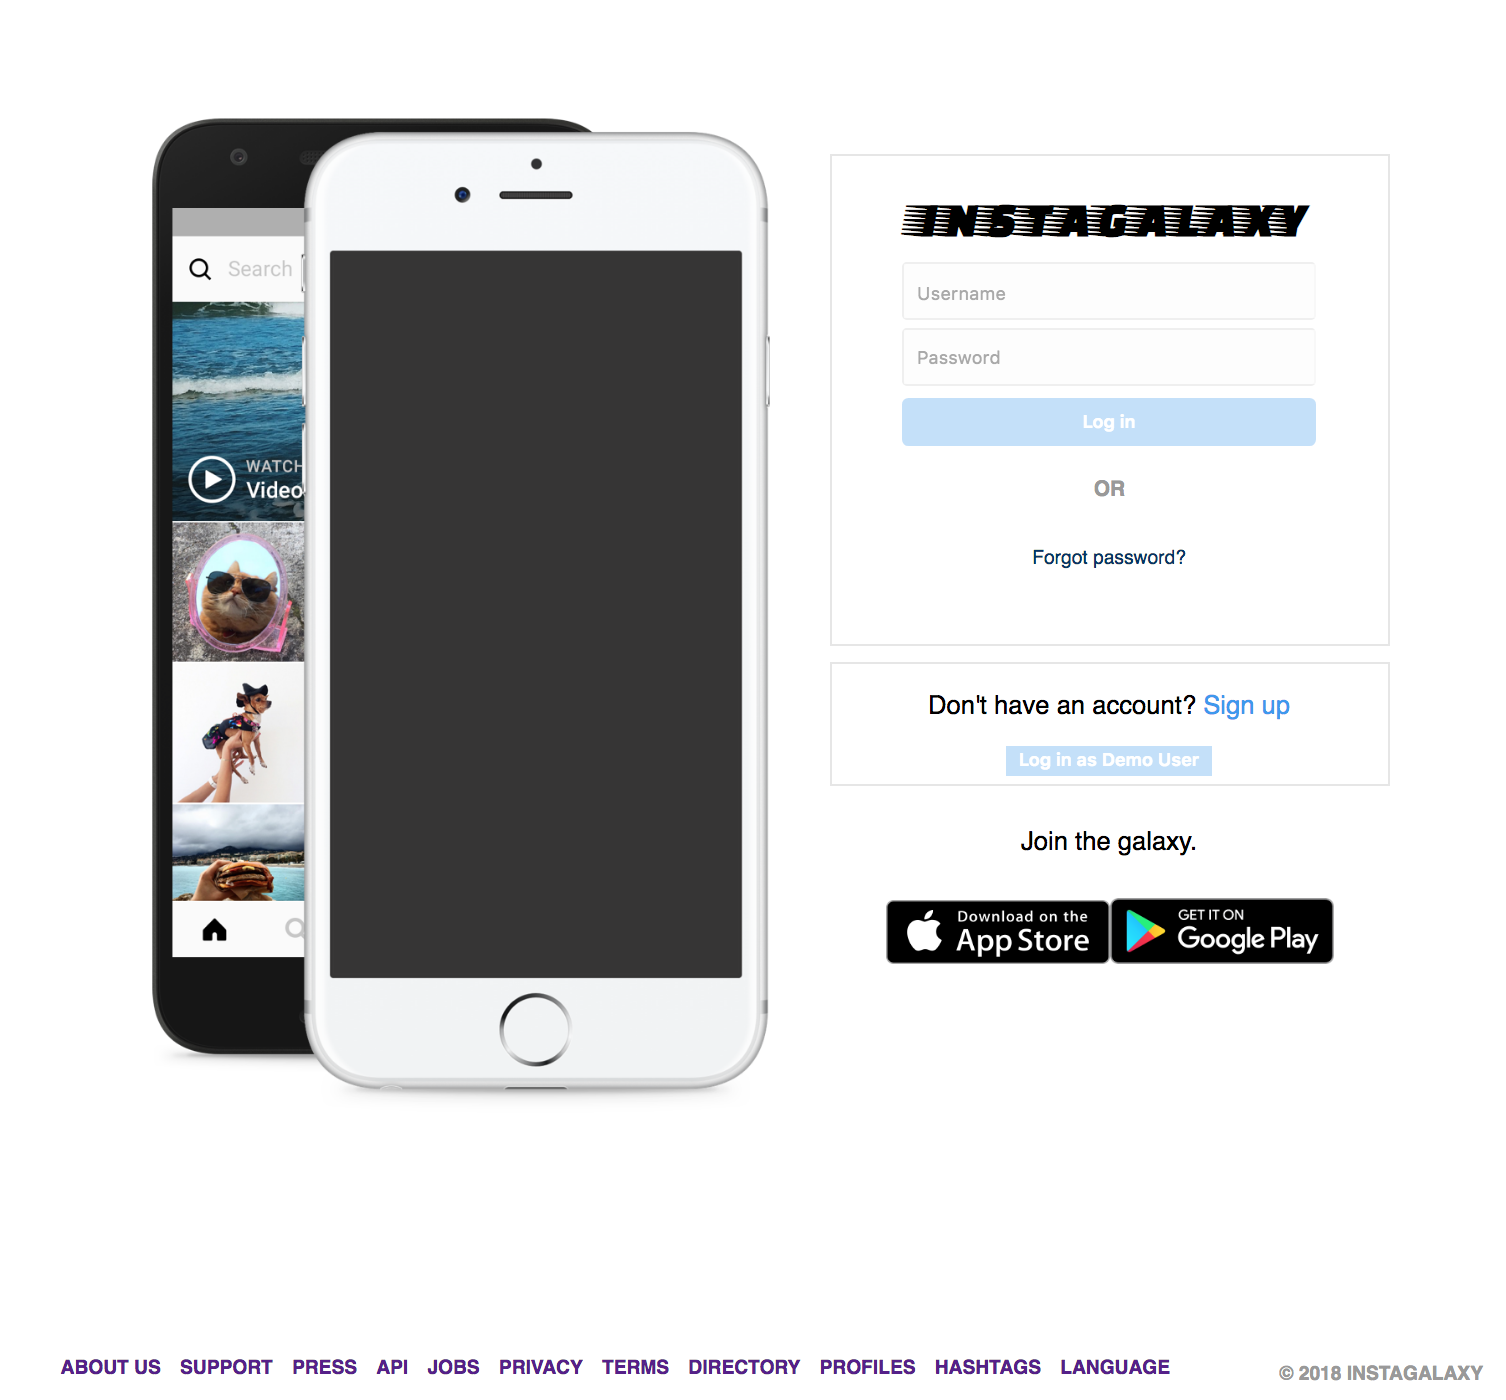 Search
WATCH
Video
INSTAGALAXY
Username
Password
Log in
OR
Forgot password?
Don't have an account? Sign up
Log in as Demo User
Join the galaxy.
Download on the
App Store
GET IT ON
Google Play
ABOUT US SUPPORT PRESS API JOBS PRIVACY TERMS DIRECTORY PROFILES HASHTAGS LANGUAGE
© 2018 INSTAGALAXY